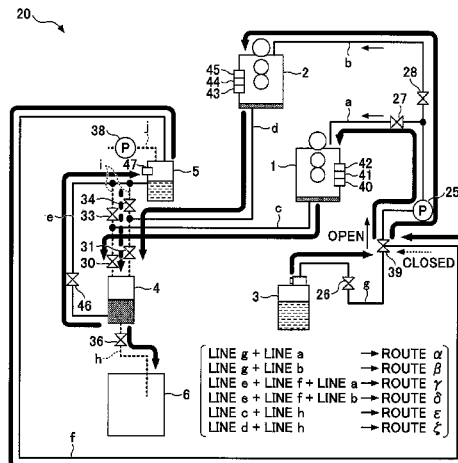 20
45
44
43
2
b
28
a
27
38
P
j
5
47
d
i
1
42
41
40
P
25
34
33
e
c
OPEN
39
CLOSED
31
30
46
4
3
26
g
36
h
6
f
LINE g + LINE a → ROUTE α
LINE g + LINE b → ROUTE β
LINE e + LINE f + LINE a → ROUTE γ
LINE e + LINE f + LINE b → ROUTE δ
LINE c + LINE h → ROUTE ε
LINE d + LINE h → ROUTE ζ